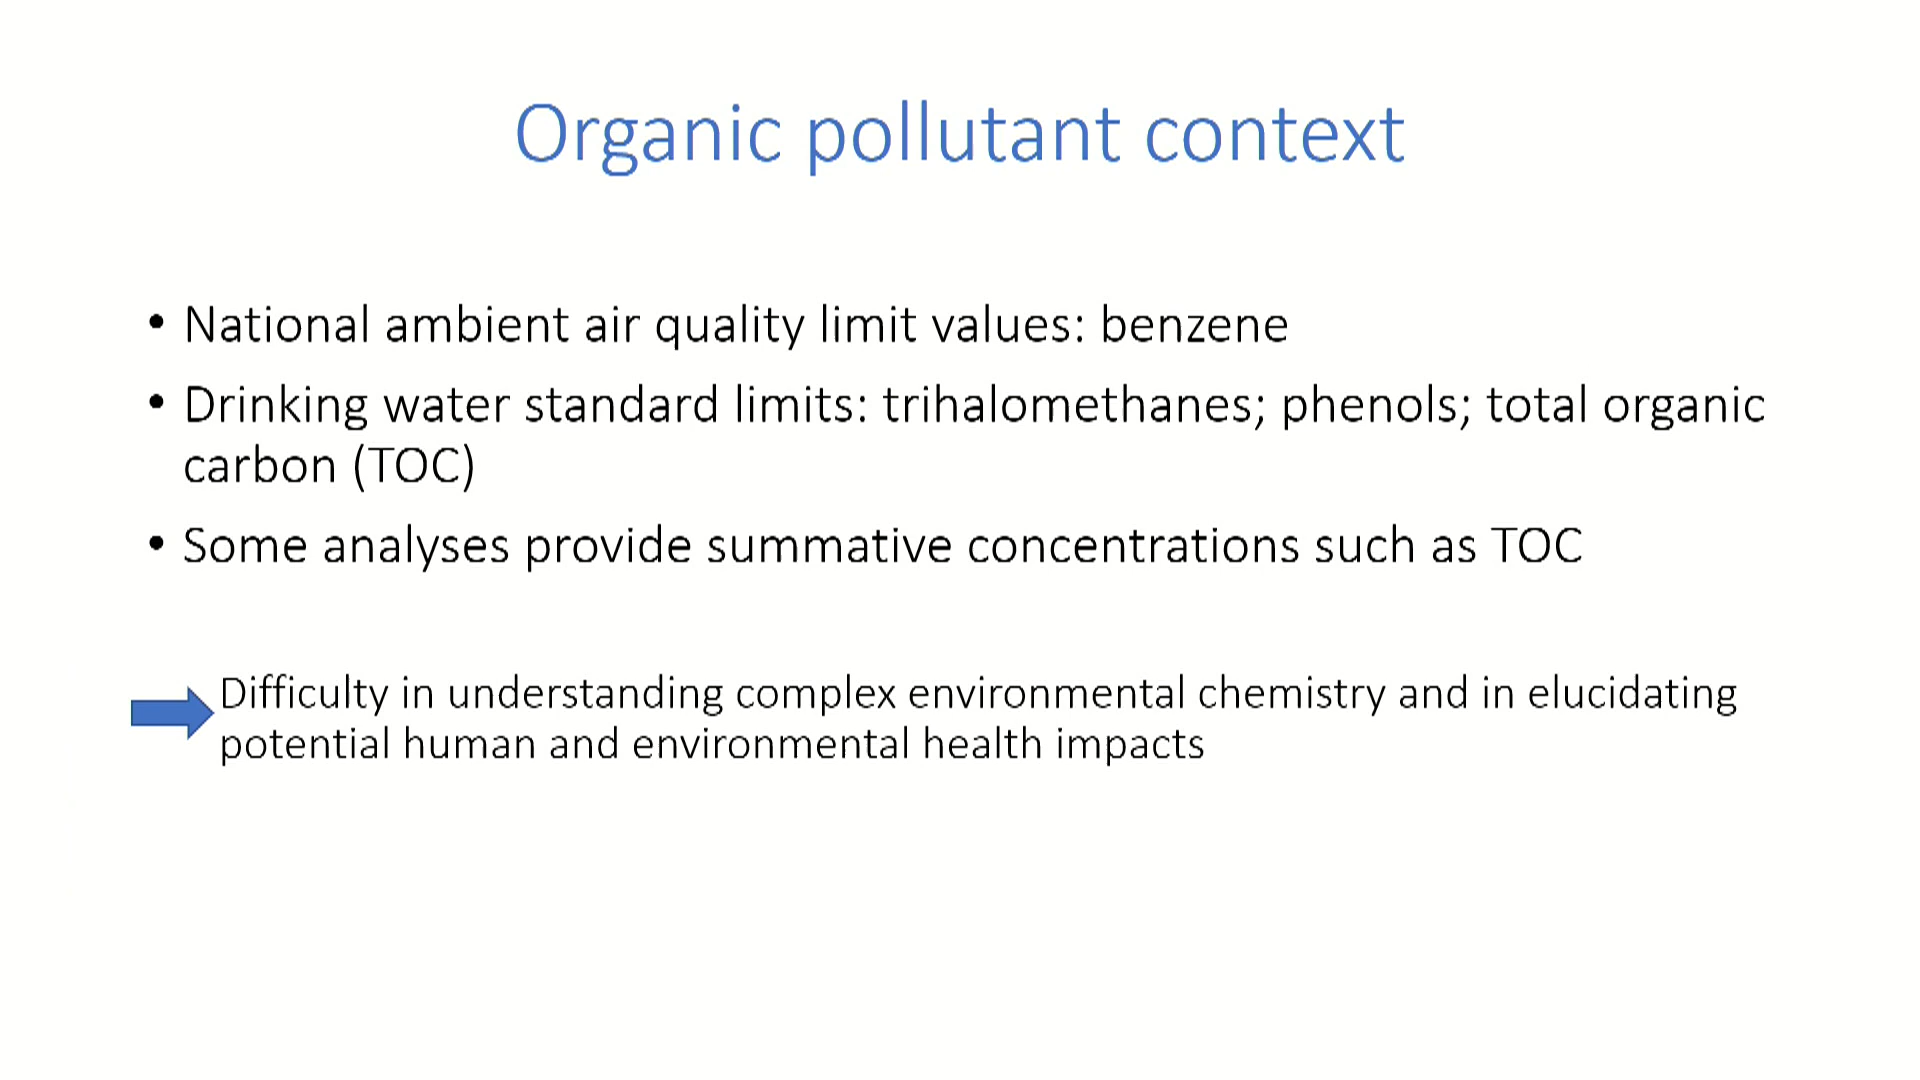 Organic pollutant context
• National ambient air quality limit values: benzene
• Drinking water standard limits: trihalomethanes; phenols; total organic
carbon (TOC)
• Some analyses provide summative concentrations such as TOC
Difficulty in understanding complex environmental chemistry and in elucidating
potential human and environmental health impacts